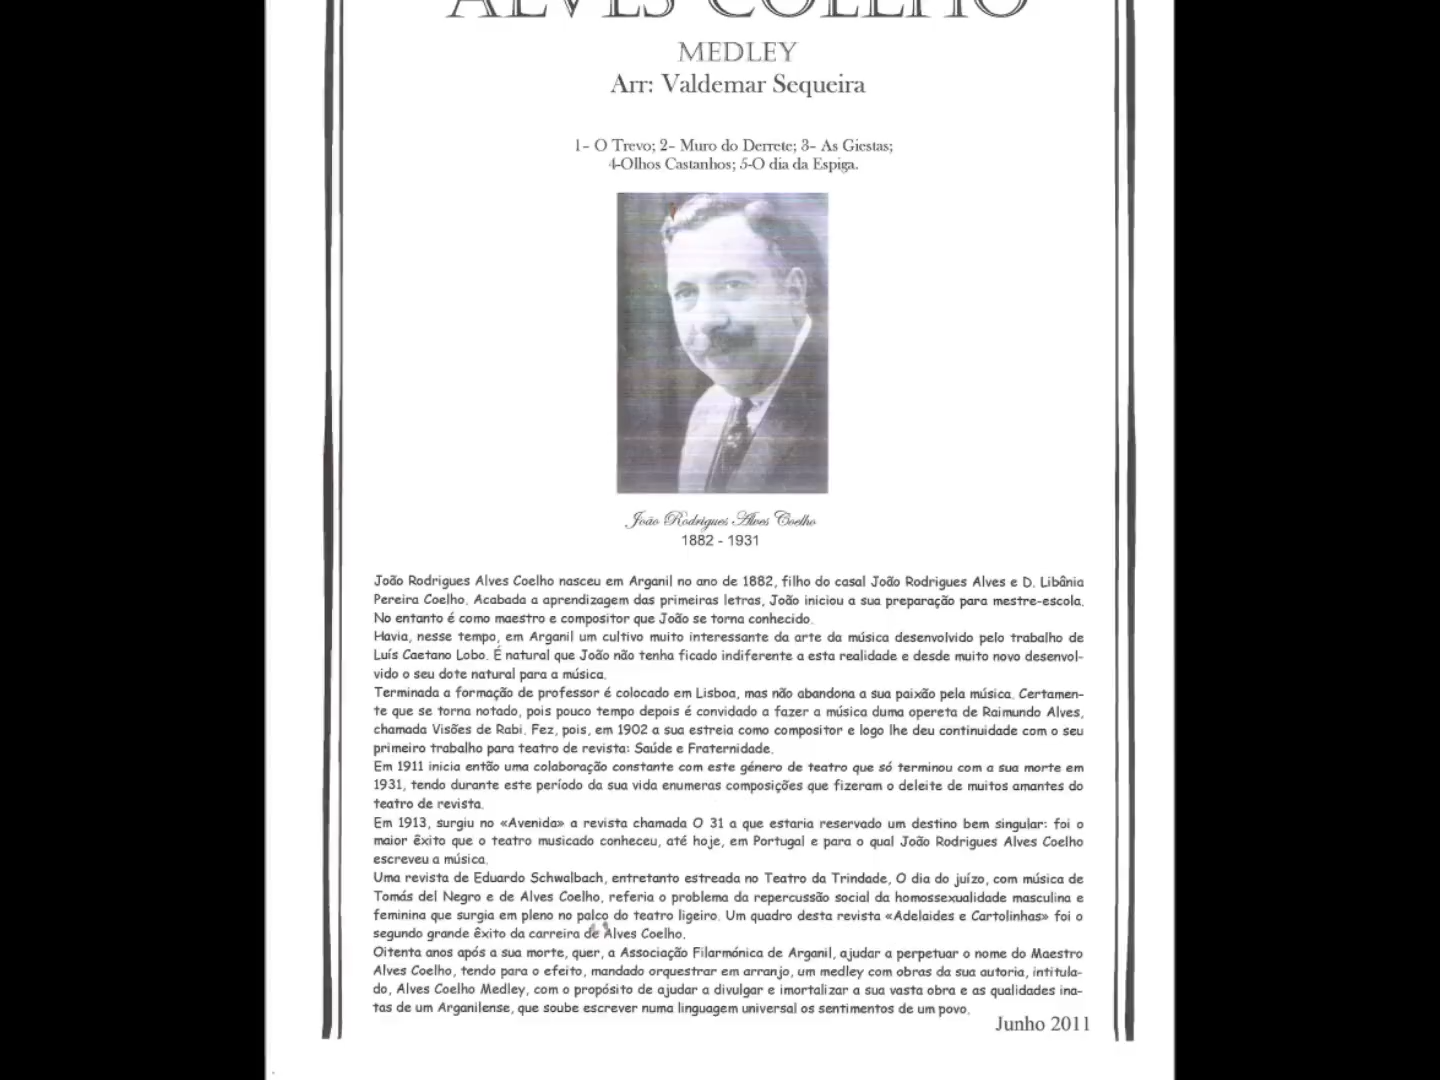 ALVES COELHO
MEDLEY
Arr: Valdemar Sequeira
1- O Trevo; 2- Muro do Derrete; 3- As Giestas;
4-Olhos Castanhos; 5-O dia da Espiga.
João Rodrigues Alves Coelho
1882 - 1931
João Rodrigues Alves Coelho nasceu em Arganil no ano de 1882, filho do casal João Rodrigues Alves e D. Libânia
Pereira Coelho. Acabada a aprendizagem das primeiras letras, João iniciou a sua preparação para mestre-escola.
No entanto é como maestro e compositor que João se torna conhecido.
Havia, nesse tempo, em Arganil um cultivo muito interessante da arte da música desenvolvido pelo trabalho de
Luís Caetano Lobo. É natural que João não tenha ficado indiferente a esta realidade e desde muito novo desenvol-
vido o seu dote natural para a música.
Terminada a formação de professor é colocado em Lisboa, mas não abandona a sua paixão pela música. Certamen-
te que se torna notado, pois pouco tempo depois é convidado a fazer a música duma opereta de Raimundo Alves,
chamada Visões de Rabi. Fez, pois, em 1902 a sua estreia como compositor e logo lhe deu continuidade com o seu
primeiro trabalho para teatro de revista: Saúde e Fraternidade.
Em 1911 inicia então uma colaboração constante com este género de teatro que só terminou com a sua morte em
1931, tendo durante este período da sua vida enumeras composições que fizeram o deleite de muitos amantes do
teatro de revista.
Em 1913, surgiu no «Avenida» a revista chamada O 31 a que estaria reservado um destino bem singular: foi o
maior êxito que o teatro musicado conheceu, até hoje, em Portugal e para o qual João Rodrigues Alves Coelho
escreveu a música.
Uma revista de Eduardo Schwalbach, entretanto estreada no Teatro da Trindade, O dia do juízo, com música de
Tomás del Negro e de Alves Coelho, referia o problema da repercussão social da homossexualidade masculina e
feminina que surgia em pleno no palco do teatro ligeiro. Um quadro desta revista «Adelaides e Cartolinhas» foi o
segundo grande êxito da carreira de Alves Coelho.
Oitenta anos após a sua morte, quer, a Associação Filarmónica de Arganil, ajudar a perpetuar o nome do Maestro
Alves Coelho, tendo para o efeito, mandado orquestrar em arranjo, um medley com obras da sua autoria, intitula-
do, Alves Coelho Medley, com o propósito de ajudar a divulgar e imortalizar a sua vasta obra e as qualidades ina-
tas de um Arganilense, que soube escrever numa linguagem universal os sentimentos de um povo.
Junho 2011